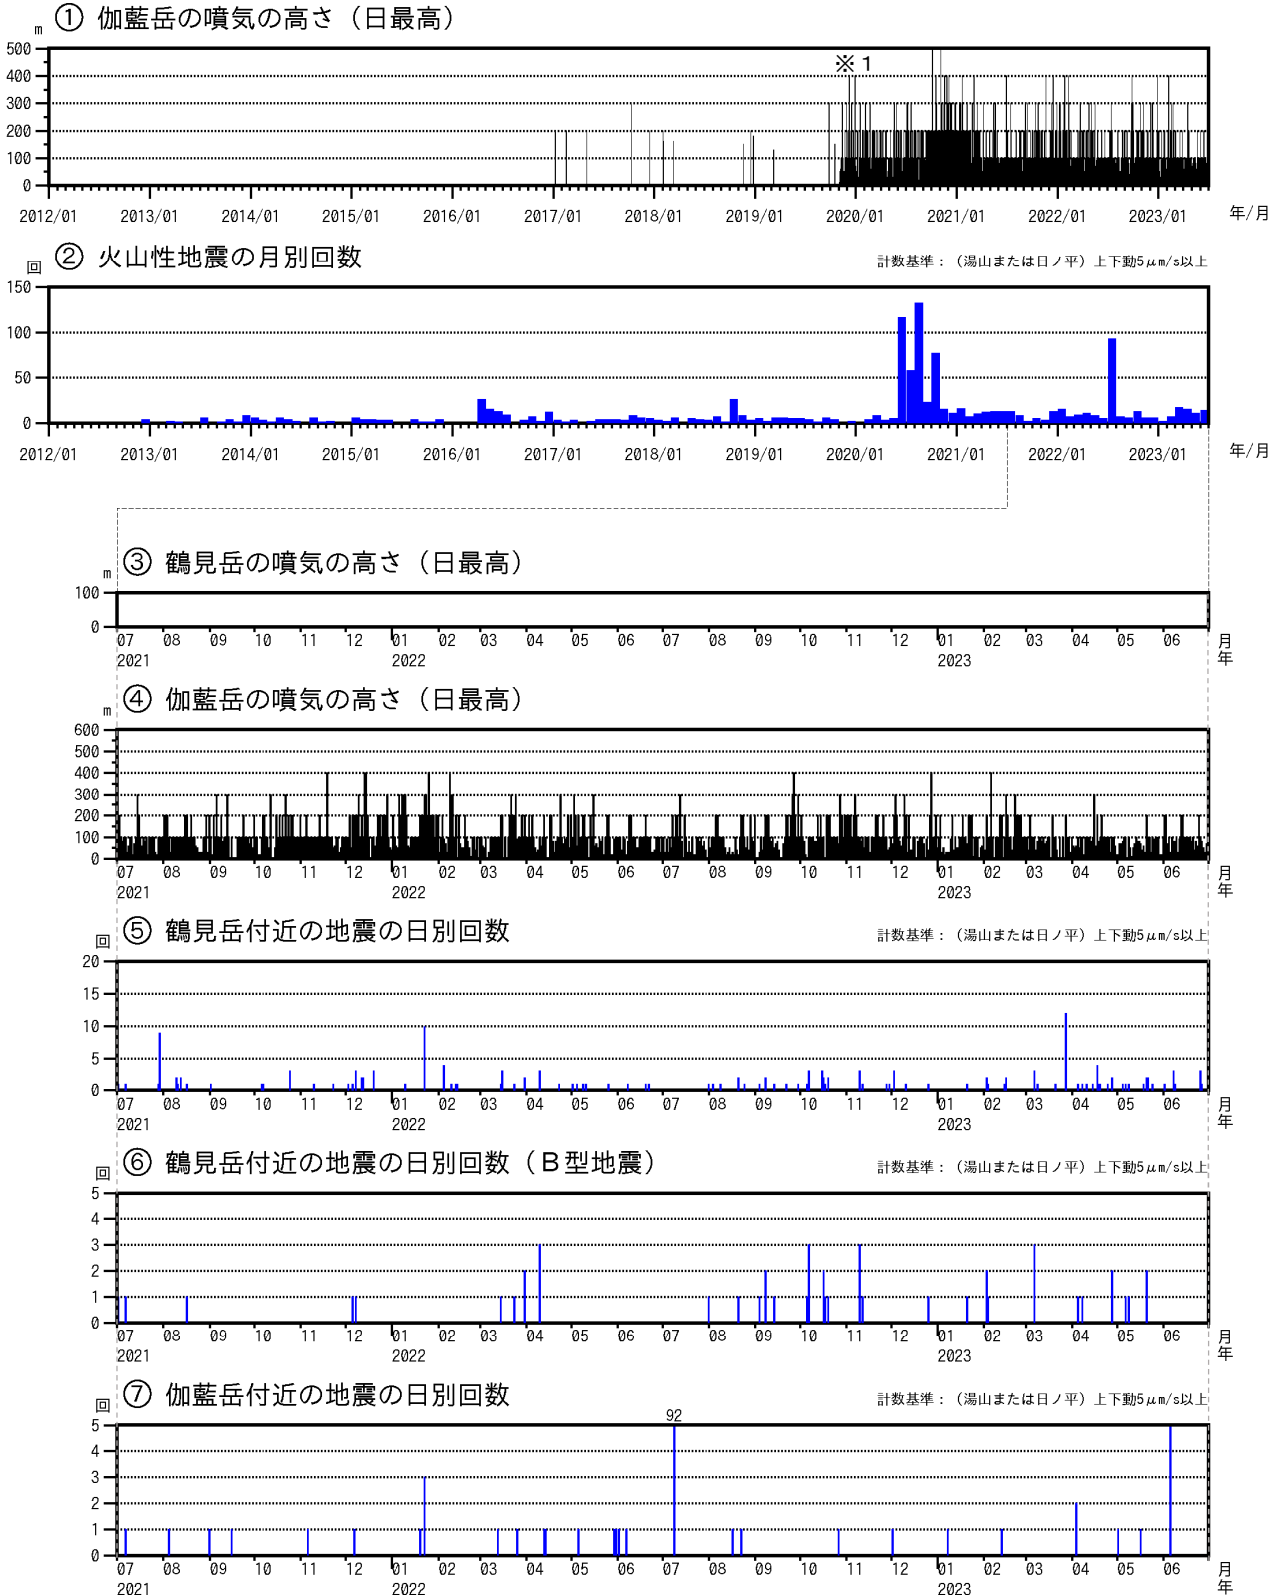 ① 伽藍岳の噴気の高さ（日最高）
m
500
400
300
200
100
0
※１
2012/01 2013/01 2014/01 2015/01 2016/01 2017/01 2018/01 2019/01 2020/01 2021/01 2022/01 2023/01 年/月
② 火山性地震の月別回数
回
計数基準：（湯山または日ノ平）上下動5μm/s以上
150
100
50
0
2012/01 2013/01 2014/01 2015/01 2016/01 2017/01 2018/01 2019/01 2020/01 2021/01 2022/01 2023/01 年/月
③ 鶴見岳の噴気の高さ（日最高）
m
100
0
07 08 09 10 11 12 01 02 03 04 05 06 07 08 09 10 11 12 01 02 03 04 05 06 月
2021 2022 2023 年
④ 伽藍岳の噴気の高さ（日最高）
m
600
500
400
300
200
100
0
07 08 09 10 11 12 01 02 03 04 05 06 07 08 09 10 11 12 01 02 03 04 05 06 月
2021 2022 2023 年
⑤ 鶴見岳付近の地震の日別回数
回
計数基準：（湯山または日ノ平）上下動5μm/s以上
20
15
10
5
0
07 08 09 10 11 12 01 02 03 04 05 06 07 08 09 10 11 12 01 02 03 04 05 06 月
2021 2022 2023 年
⑥ 鶴見岳付近の地震の日別回数（Ｂ型地震）
回
計数基準：（湯山または日ノ平）上下動5μm/s以上
5
4
3
2
1
0
07 08 09 10 11 12 01 02 03 04 05 06 07 08 09 10 11 12 01 02 03 04 05 06 月
2021 2022 2023 年
⑦ 伽藍岳付近の地震の日別回数
回
計数基準：（湯山または日ノ平）上下動5μm/s以上
92
5
4
3
2
1
0
07 08 09 10 11 12 01 02 03 04 05 06 07 08 09 10 11 12 01 02 03 04 05 06 月
2021 2022 2023 年